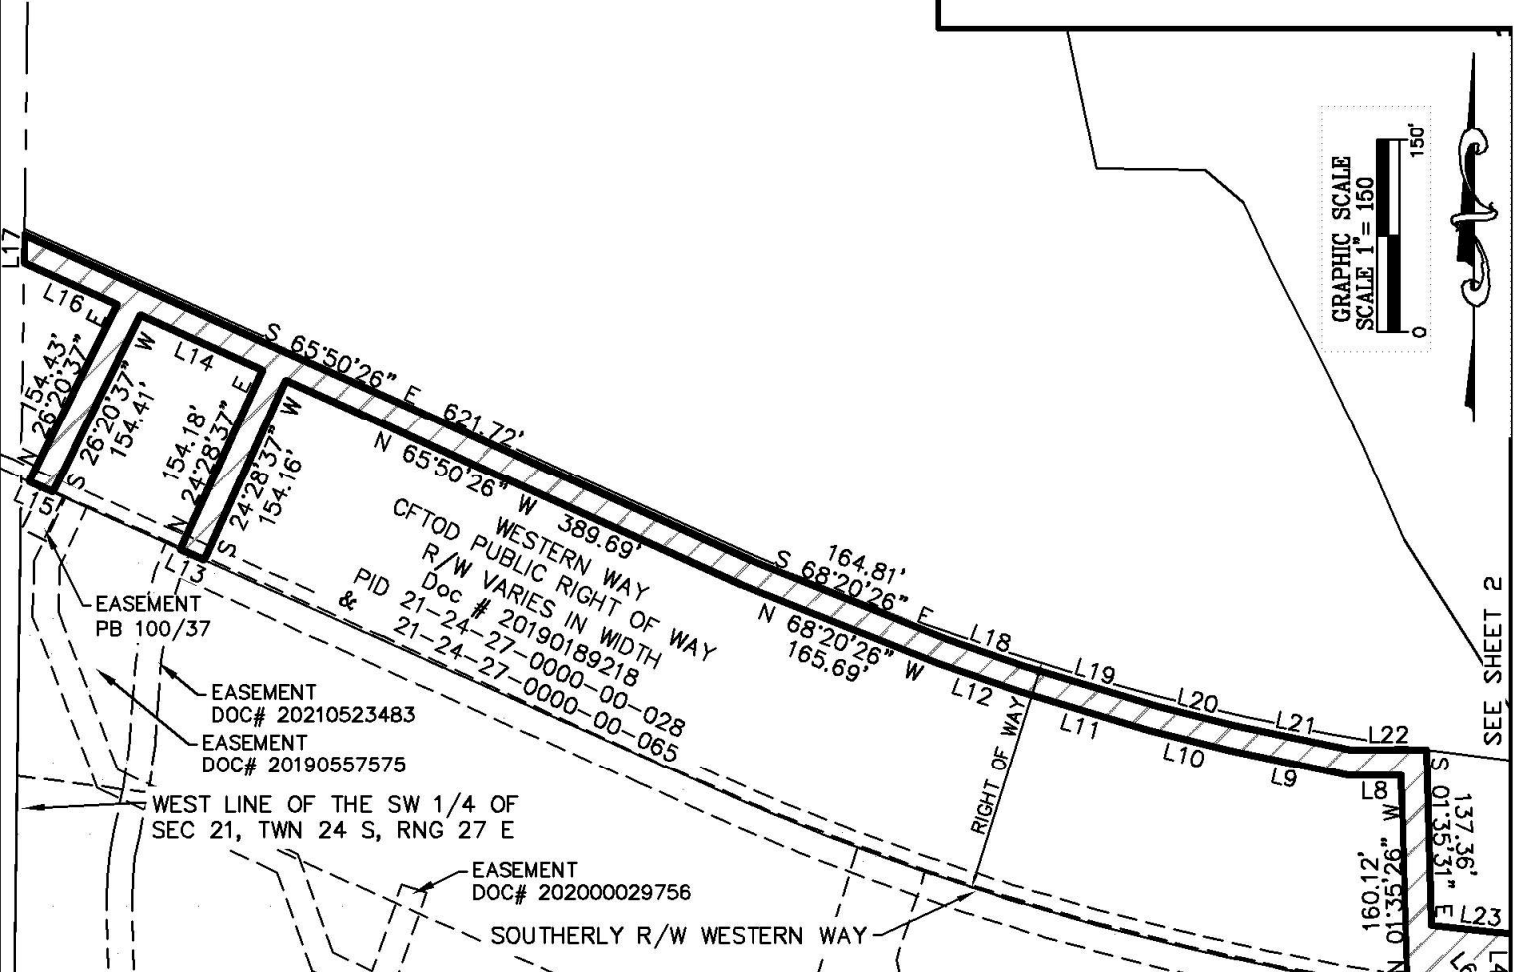 GRAPHIC SCALE
SCALE 1"= 150
0
150'
SEE SHEET 2
L17
L16
N 26°20'37" E
154.43'
S 26°20'37" W
154.41'
L15
L14
N 24°28'37" E
154.18'
S 24°28'37" W
154.16'
L13
S 65°50'26" E 621.72'
N 65°50'26" W 389.69'
WESTERN WAY
CFTOD PUBLIC RIGHT OF WAY
R/W VARIES IN WIDTH
Doc # 20190189218
PID 21-24-27-0000-00-028
&
21-24-27-0000-00-065
164.81'
S 68°20'26" E
N 68°20'26" W
165.69'
L18
L19
L20
L21
L22
L12
L11
L10
L9
L8
RIGHT OF WAY
137.36'
S 01°35'31" E
160.12'
N 01°35'26" W
L23
EASEMENT
PB 100/37
EASEMENT
DOC# 20210523483
EASEMENT
DOC# 20190557575
WEST LINE OF THE SW 1/4 OF
SEC 21, TWN 24 S, RNG 27 E
EASEMENT
DOC# 202000029756
SOUTHERLY R/W WESTERN WAY